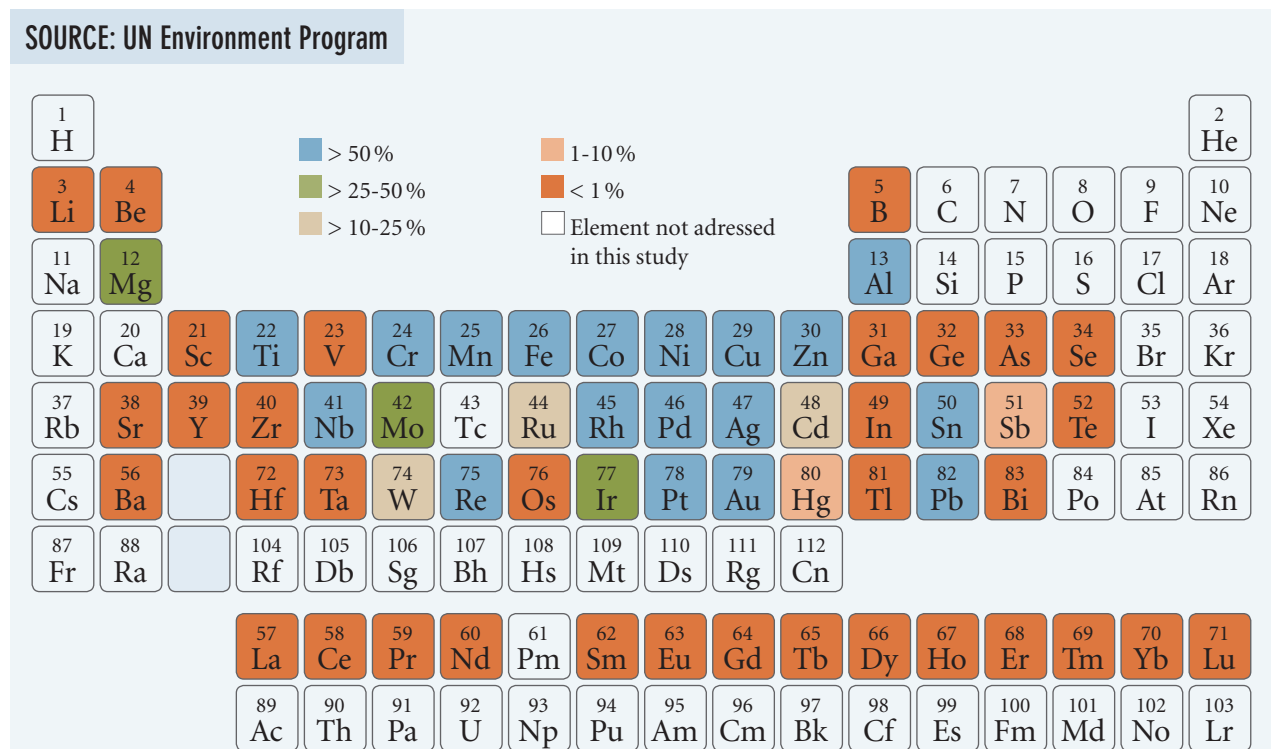 SOURCE: UN Environment Program
1 2
H He
> 50 % 1-10 %
3 4 > 25-50 % < 1 % 5 6 7 8 9 10
Li Be B C N O F Ne
> 10-25 % Element not adressed
in this study
11 12 13 14 15 16 17 18
Na Mg Al Si P S Cl Ar
19 20 21 22 23 24 25 26 27 28 29 30 31 32 33 34 35 36
K Ca Sc Ti V Cr Mn Fe Co Ni Cu Zn Ga Ge As Se Br Kr
37 38 39 40 41 42 43 44 45 46 47 48 49 50 51 52 53 54
Rb Sr Y Zr Nb Mo Tc Ru Rh Pd Ag Cd In Sn Sb Te I Xe
55 56 72 73 74 75 76 77 78 79 80 81 82 83 84 85 86
Cs Ba Hf Ta W Re Os Ir Pt Au Hg Tl Pb Bi Po At Rn
87 88 104 105 106 107 108 109 110 111 112
Fr Ra Rf Db Sg Bh Hs Mt Ds Rg Cn
57 58 59 60 61 62 63 64 65 66 67 68 69 70 71
La Ce Pr Nd Pm Sm Eu Gd Tb Dy Ho Er Tm Yb Lu
89 90 91 92 93 94 95 96 97 98 99 100 101 102 103
Ac Th Pa U Np Pu Am Cm Bk Cf Es Fm Md No Lr